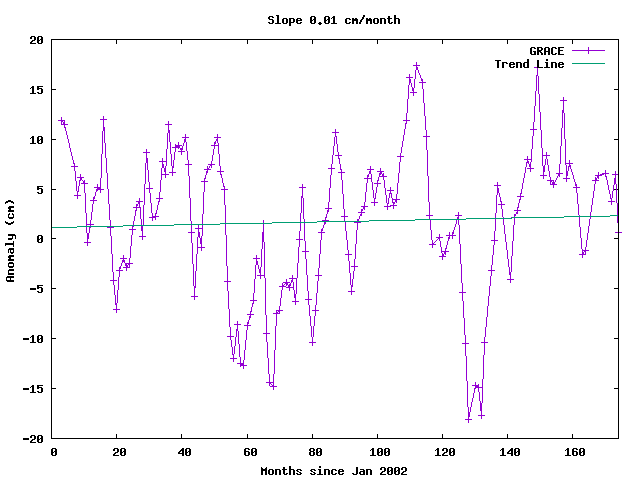 Slope 0.01 cm/month
GRACE
Trend Line
20
15
10
5
0
-5
-10
-15
-20
Anomaly (cm)
0 20 40 60 80 100 120 140 160
Months since Jan 2002